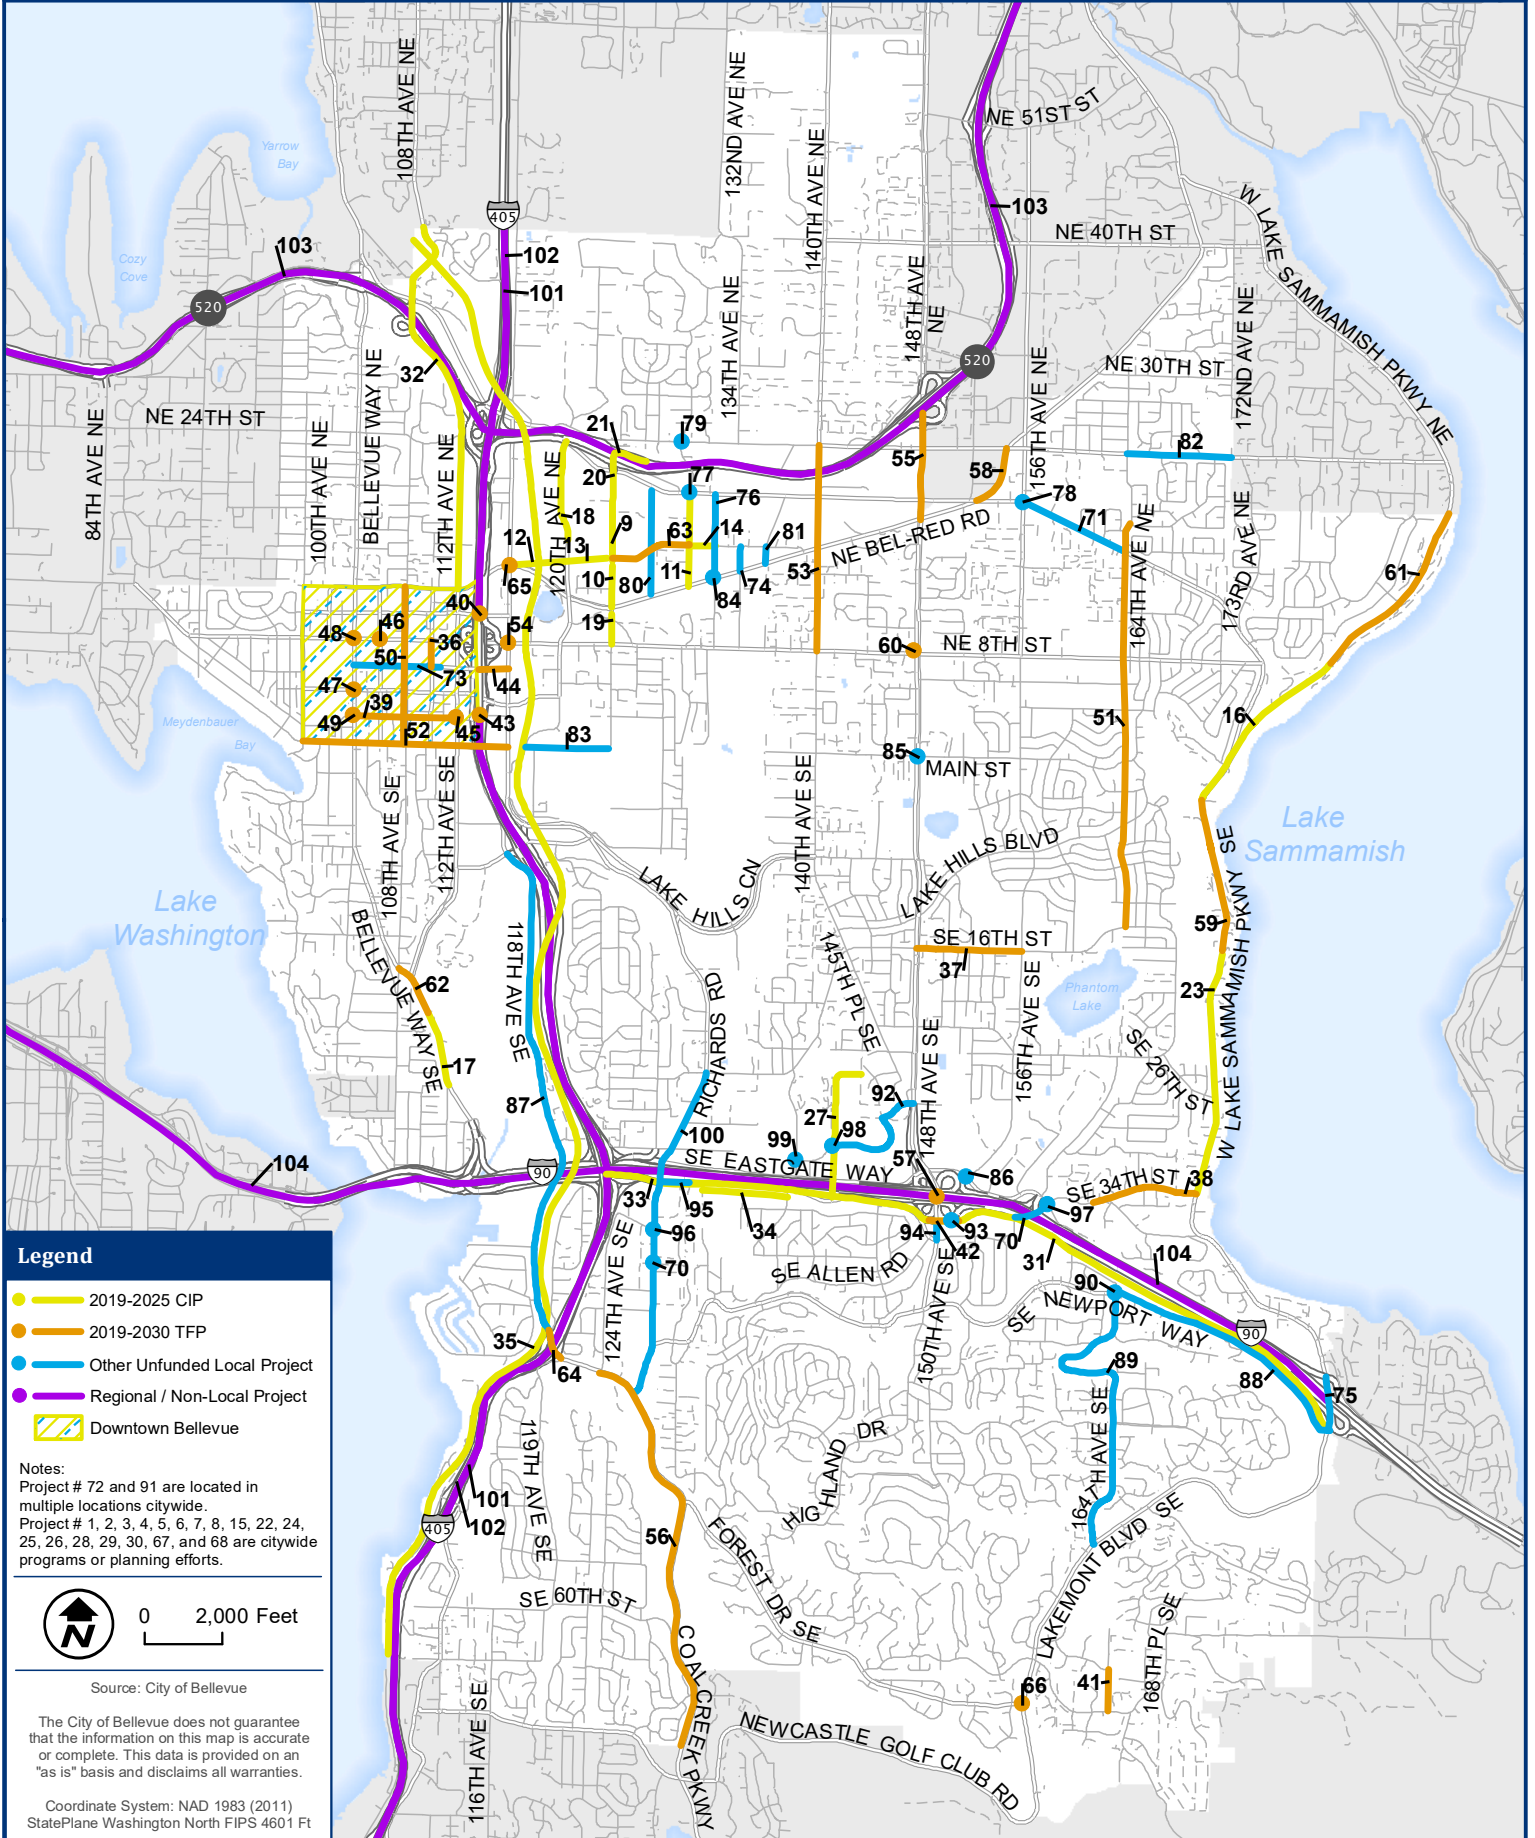 108TH AVE NE
132ND AVE NE
140TH AVE NE
NE 51ST ST
Yarrow
Bay
405
103
W LAKE SAMMAMISH PKWY NE
NE 40TH ST
103
102
Cozy
Cove
101
520
148TH AVE
NE
134TH AVE NE
172ND AVE NE
520
32
NE 30TH ST
156TH AVE NE
BELLEVUE WAY NE
NE 24TH ST
84TH AVE NE
100TH AVE NE
112TH AVE NE
120TH AVE NE
21
79
82
20
77
55
58
76
78
18
9
63
14
81
71
12
13
NE BEL-RED RD
164TH AVE NE
173RD AVE NE
10
80
11
74
53
61
65
84
40
19
48
46
36
54
60
NE 8TH ST
50
73
44
47
39
49
52
45
43
51
16
Meydenbauer
Bay
83
85
MAIN ST
108TH AVE SE
112TH AVE SE
140TH AVE SE
Lake
Sammamish
LAKE HILLS BLVD
LAKE HILLS CN
Lake
Washington
BELLEVUE WAY SE
118TH AVE SE
145TH PL SE
SE 16TH ST
37
59
W LAKE SAMMAMISH PKWY SE
62
RICHARDS RD
156TH AVE SE
Phantom
Lake
23
17
148TH AVE SE
SE 26TH ST
87
92
27
98
100
99
57
104
90
SE EASTGATE WAY
86
SE 34TH ST
38
33
95
34
97
96
94
93
42
70
31
104
70
SE ALLEN RD
124TH AVE SE
150TH AVE SE
90
SE NEWPORT WAY
90
35
64
89
88
75
Legend
2019-2025 CIP
2019-2030 TFP
Other Unfunded Local Project
Regional / Non-Local Project
Downtown Bellevue
Notes:
Project # 72 and 91 are located in
multiple locations citywide.
Project # 1, 2, 3, 4, 5, 6, 7, 8, 15, 22, 24,
25, 26, 28, 29, 30, 67, and 68 are citywide
programs or planning efforts.
119TH AVE SE
HIGHLAND DR
164TH AVE SE
101
102
405
56
FOREST DR SE
LAKEMONT BLVD SE
SE 60TH ST
N
0 2,000 Feet
COAL CREEK PKWY
168TH PL SE
66
41
116TH AVE SE
NEWCASTLE GOLF CLUB RD
Source: City of Bellevue
The City of Bellevue does not guarantee
that the information on this map is accurate
or complete. This data is provided on an
"as is" basis and disclaims all warranties.
Coordinate System: NAD 1983 (2011)
StatePlane Washington North FIPS 4601 Ft